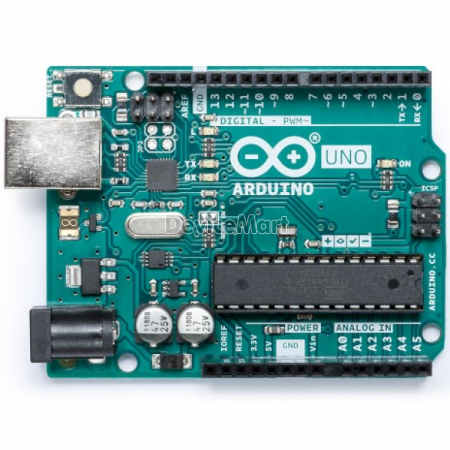 RESET
AREF
GND
13
12
~11
~10
~9
8
7
~6
~5
4
~3
2
TX→1
RX←0
DIGITAL - PWM~
TX
RX
UNO
ON
ICSP
ARDUINO
DeviceMart
ARDUINO.CC
47
25V
47
25V
POWER
ANALOG IN
IOREF
RESET
3.3V
5V
GND
Vin
A0
A1
A2
A3
A4
A5